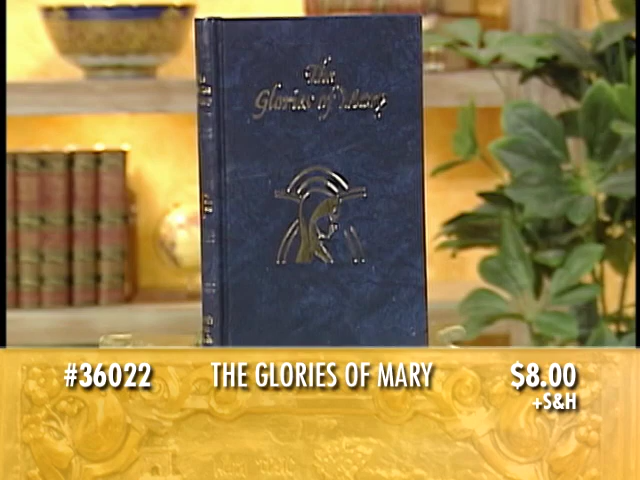 The
Glories of Mary
#36022 THE GLORIES OF MARY $8.00
+S&H